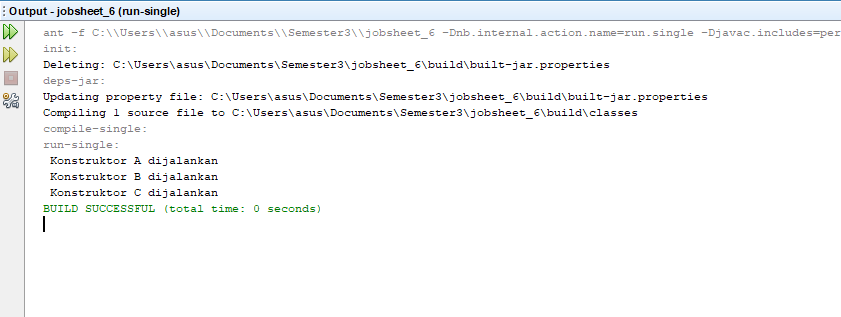 Output - jobsheet_6 (run-single)
ant -f C:\\Users\\asus\\Documents\\Semester3\\jobsheet_6 -Dnb.internal.action.name=run.single -Djavac.includes=per
init:
Deleting: C:\Users\asus\Documents\Semester3\jobsheet_6\build\built-jar.properties
deps-jar:
Updating property file: C:\Users\asus\Documents\Semester3\jobsheet_6\build\built-jar.properties
Compiling 1 source file to C:\Users\asus\Documents\Semester3\jobsheet_6\build\classes
compile-single:
run-single:
Konstruktor A dijalankan
Konstruktor B dijalankan
Konstruktor C dijalankan
BUILD SUCCESSFUL (total time: 0 seconds)